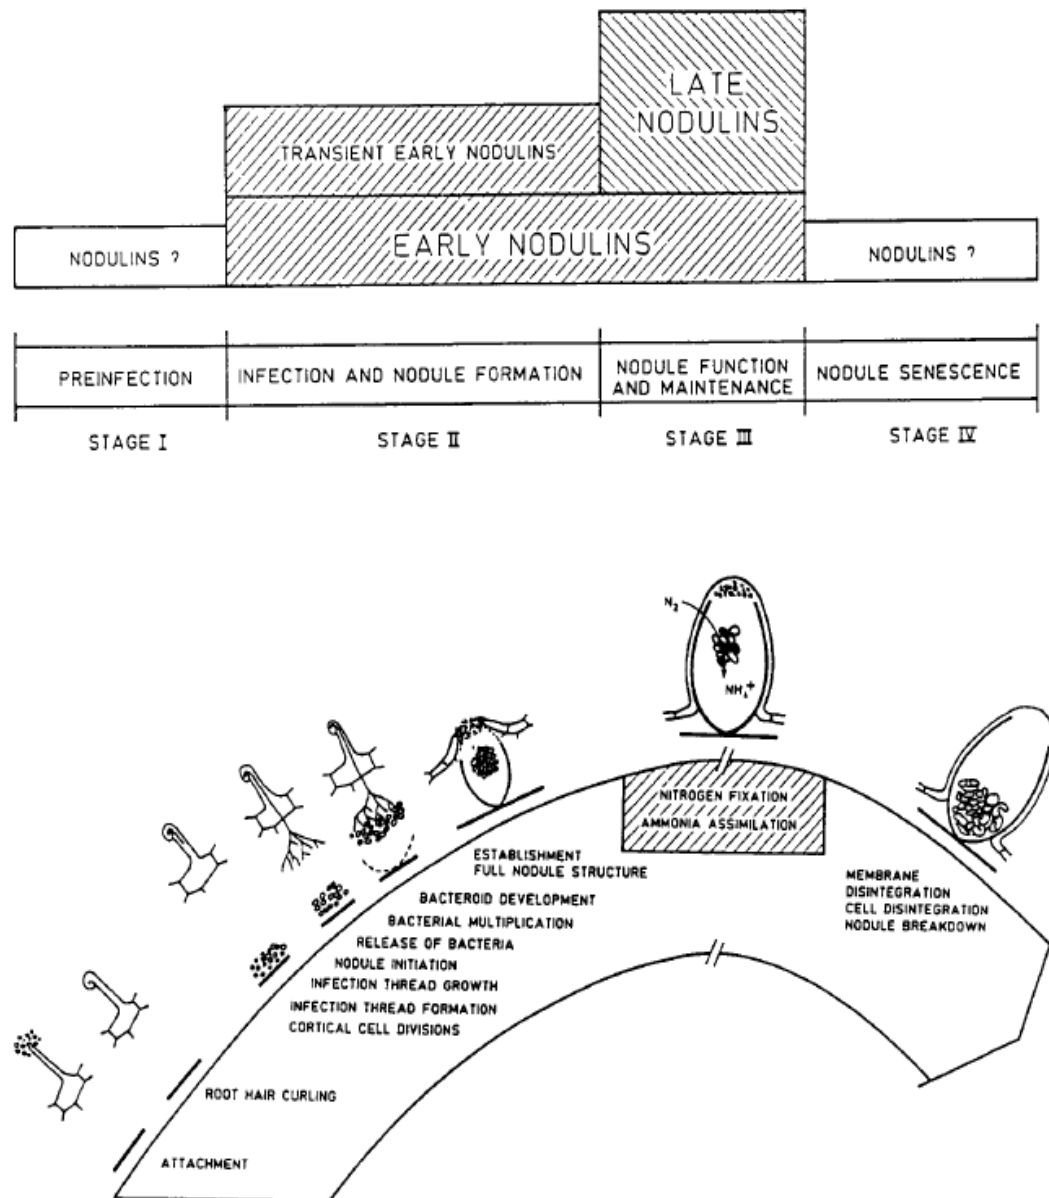 LATE
NODULINS
TRANSIENT EARLY NODULINS
NODULINS ?
EARLY NODULINS
NODULINS ?
PREINFECTION
INFECTION AND NODULE FORMATION
NODULE FUNCTION
AND MAINTENANCE
NODULE SENESCENCE
STAGE I
STAGE II
STAGE III
STAGE IV
N₂
NH₄⁺
NITROGEN FIXATION
AMMONIA ASSIMILATION
ESTABLISHMENT
FULL NODULE STRUCTURE
BACTEROID DEVELOPMENT
BACTERIAL MULTIPLICATION
RELEASE OF BACTERIA
NODULE INITIATION
INFECTION THREAD GROWTH
INFECTION THREAD FORMATION
CORTICAL CELL DIVISIONS
MEMBRANE
DISINTEGRATION
CELL DISINTEGRATION
NODULE BREAKDOWN
ROOT HAIR CURLING
ATTACHMENT